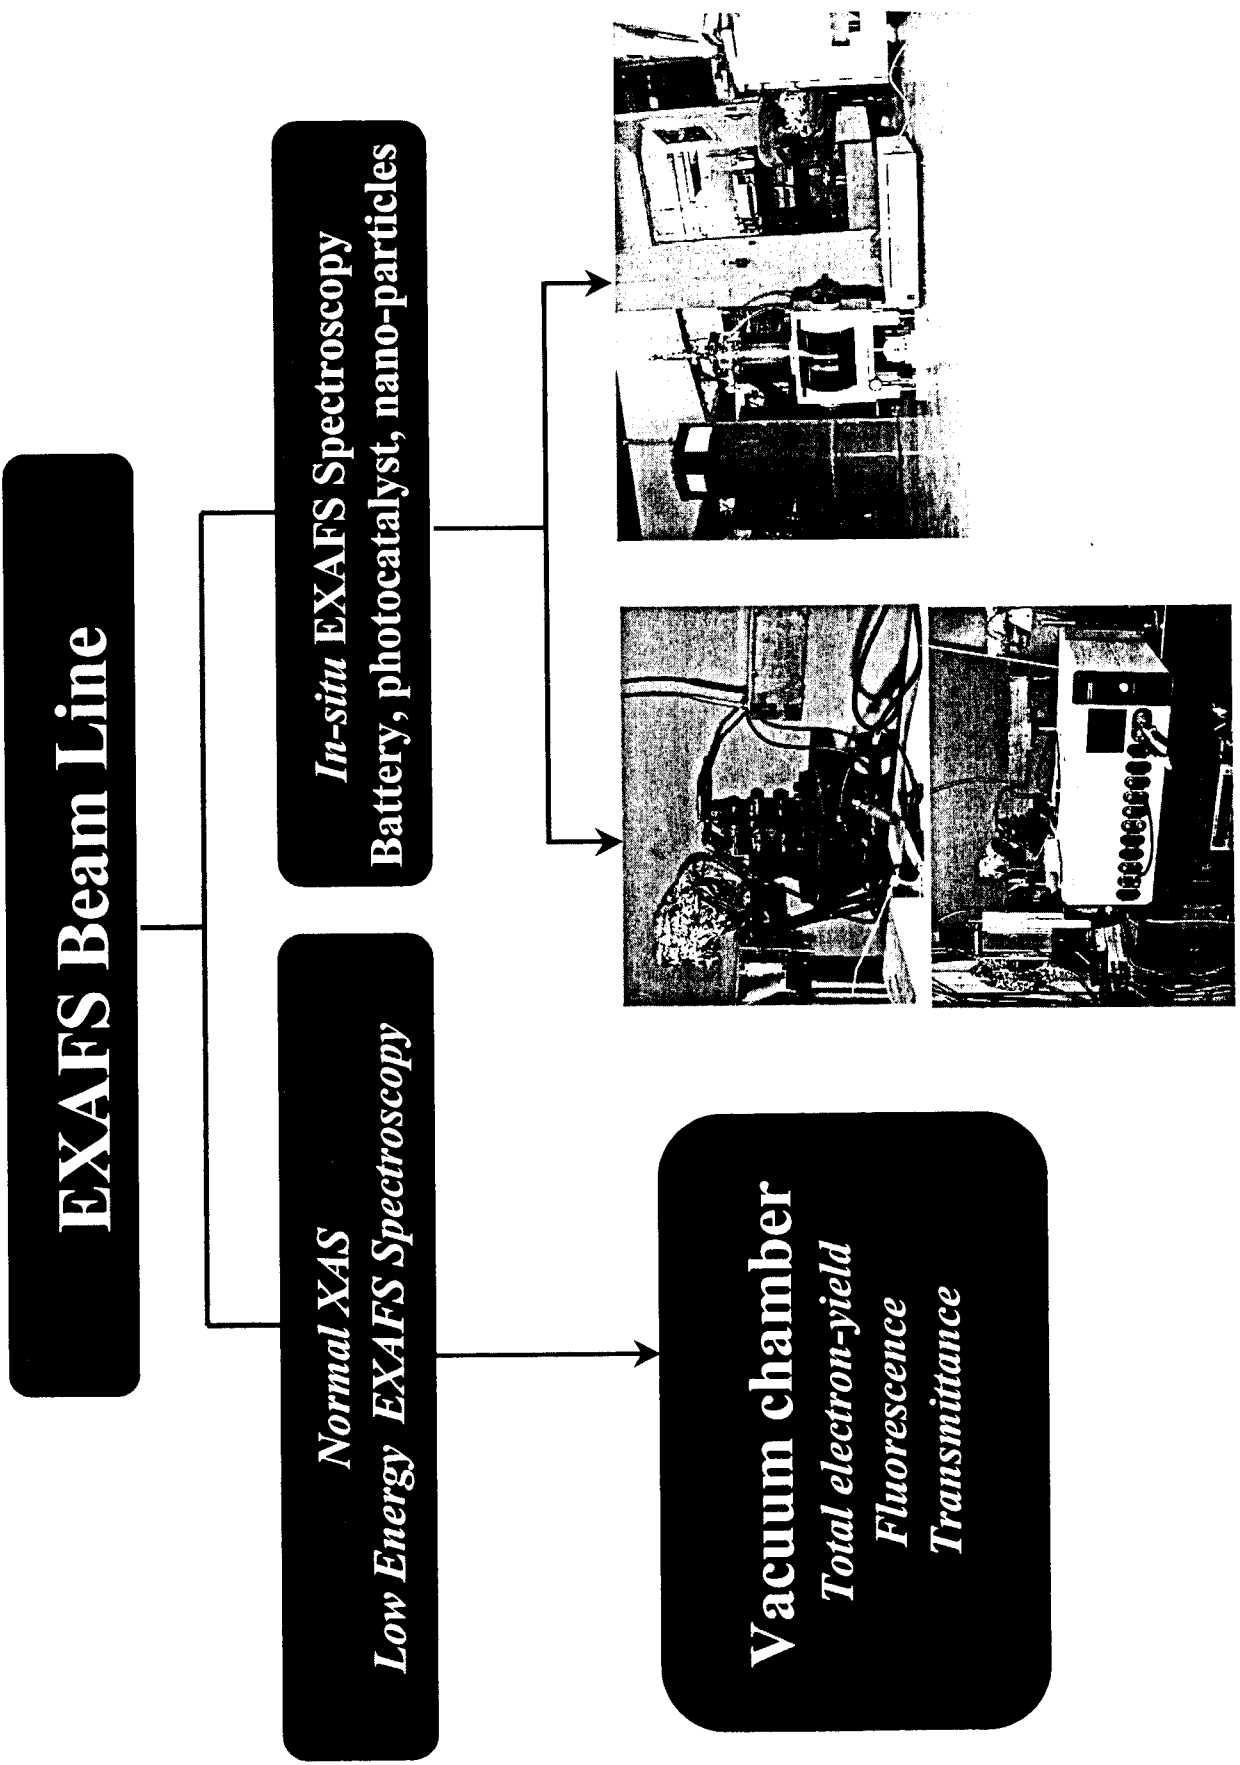 EXAFS Beam Line
Normal XAS
Low Energy EXAFS Spectroscopy
In-situ EXAFS Spectroscopy
Battery, photocatalyst, nano-particles
Vacuum chamber
Total electron-yield
Fluorescence
Transmittance